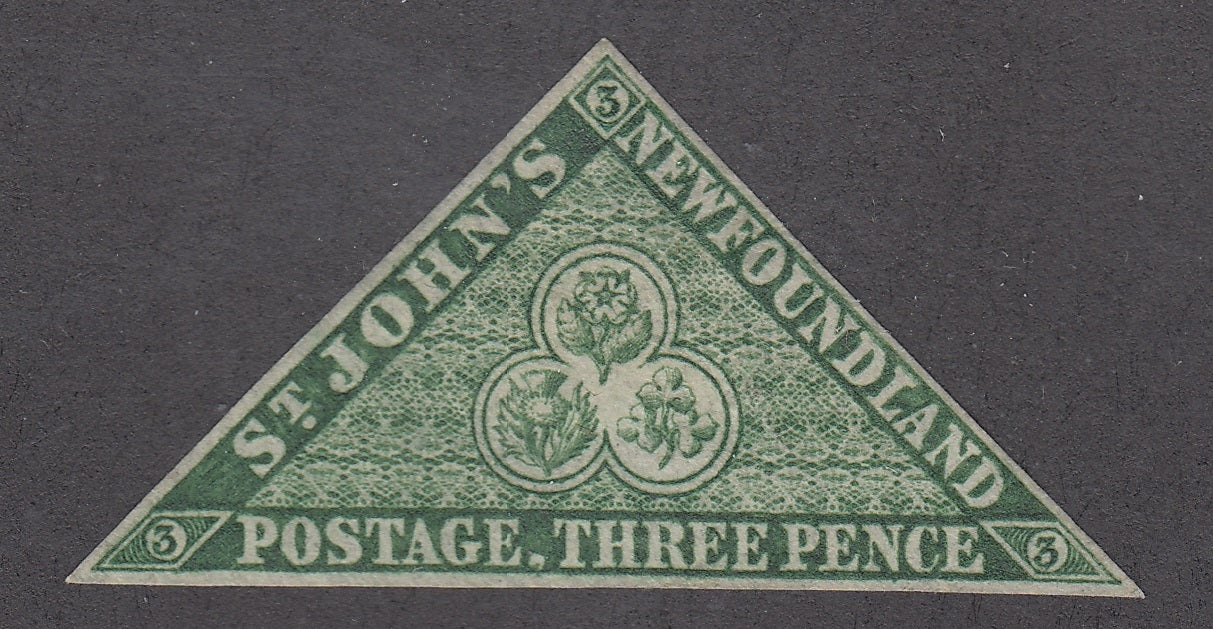 3
ST. JOHN'S
NEWFOUNDLAND
3
POSTAGE. THREE PENCE
3